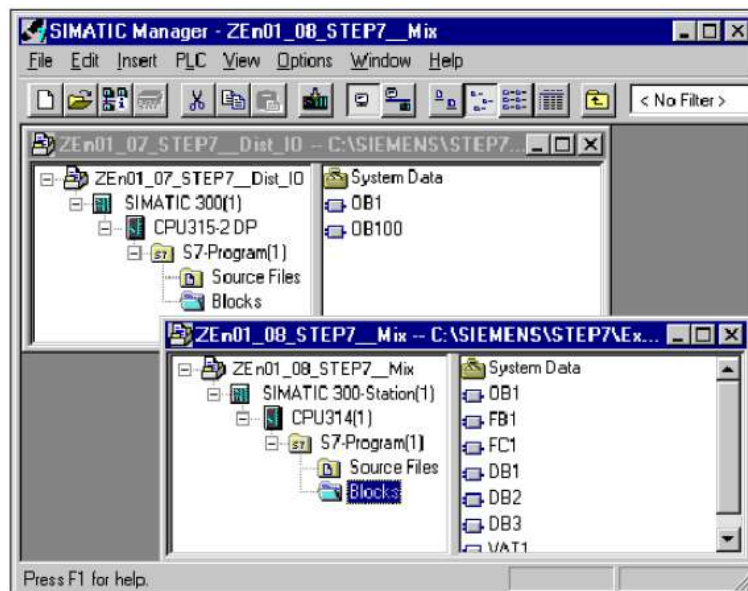 SIMATIC Manager - ZEn01_08_STEP7__Mix
File Edit Insert PLC View Options Window Help
< No Filter >
ZEn01_07_STEP7__Dist_IO -- C:\SIEMENS\STEP7...
ZEn01_07_STEP7__Dist_IO
SIMATIC 300(1)
CPU315-2 DP
S7-Program(1)
Source Files
Blocks
System Data
OB1
OB100
ZEn01_08_STEP7__Mix -- C:\SIEMENS\STEP7\Ex...
ZEn01_08_STEP7__Mix
SIMATIC 300-Station(1)
CPU314(1)
S7-Program(1)
Source Files
Blocks
System Data
OB1
FB1
FC1
DB1
DB2
DB3
VAT1
Press F1 for help.